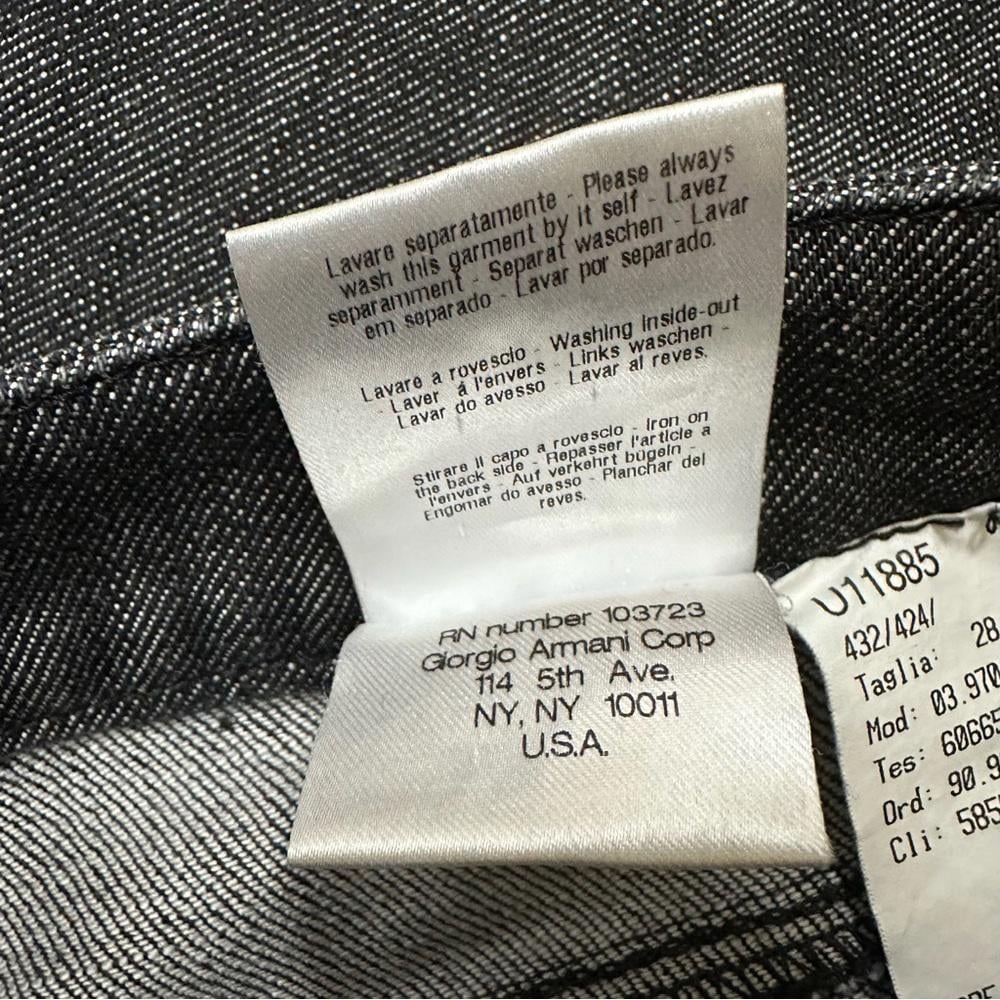 Lavare separatamente - Please always
wash this garment by it self - Lavez
separamment - Separat waschen - Lavar
em separado - Lavar por separado.
Lavare a rovescio - Washing inside-out
- Laver á l'envers - Links waschen -
Lavar do avesso - Lavar al reves.
Stirare il capo a rovescio - Iron on
the back side - Repasser l'article a
l'envers - Auf verkehrt bügeln -
Engomar do avesso - Planchar del
reves.
RN number 103723
Giorgio Armani Corp
114 5th Ave.
NY, NY 10011
U.S.A.
U11885
432/424/
Taglia: 28
Mod: 03.970
Tes: 6066
Ord: 90.9
Cli: 585